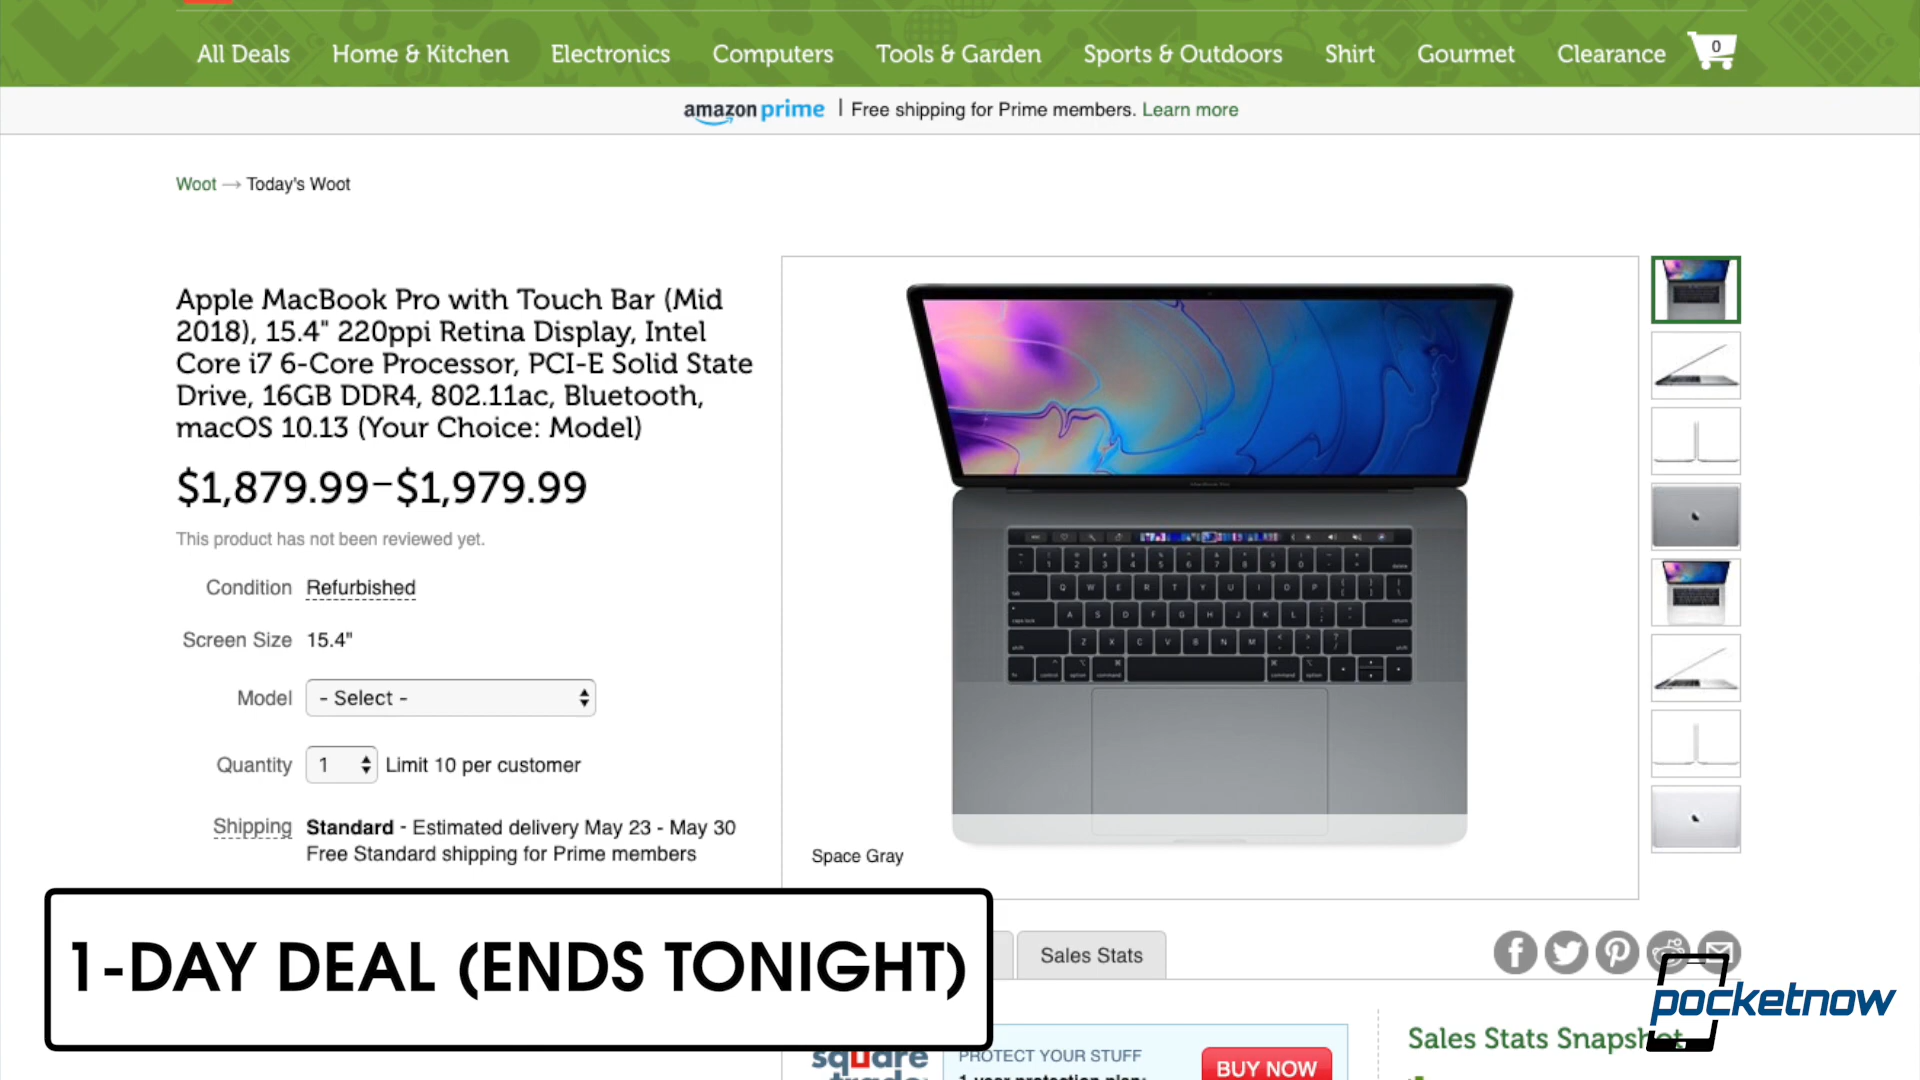 All Deals Home & Kitchen Electronics Computers Tools & Garden Sports & Outdoors Shirt Gourmet Clearance 0
amazon prime | Free shipping for Prime members. Learn more
Woot → Today's Woot
Apple MacBook Pro with Touch Bar (Mid
2018), 15.4" 220ppi Retina Display, Intel
Core i7 6-Core Processor, PCI-E Solid State
Drive, 16GB DDR4, 802.11ac, Bluetooth,
macOS 10.13 (Your Choice: Model)
$1,879.99–$1,979.99
This product has not been reviewed yet.
Condition Refurbished
Screen Size 15.4"
Model - Select -
Quantity 1 Limit 10 per customer
Shipping Standard - Estimated delivery May 23 - May 30
Free Standard shipping for Prime members
Space Gray
1-DAY DEAL (ENDS TONIGHT)
Sales Stats
pocketnow
Sales Stats Snapshot
square
PROTECT YOUR STUFF
BUY NOW